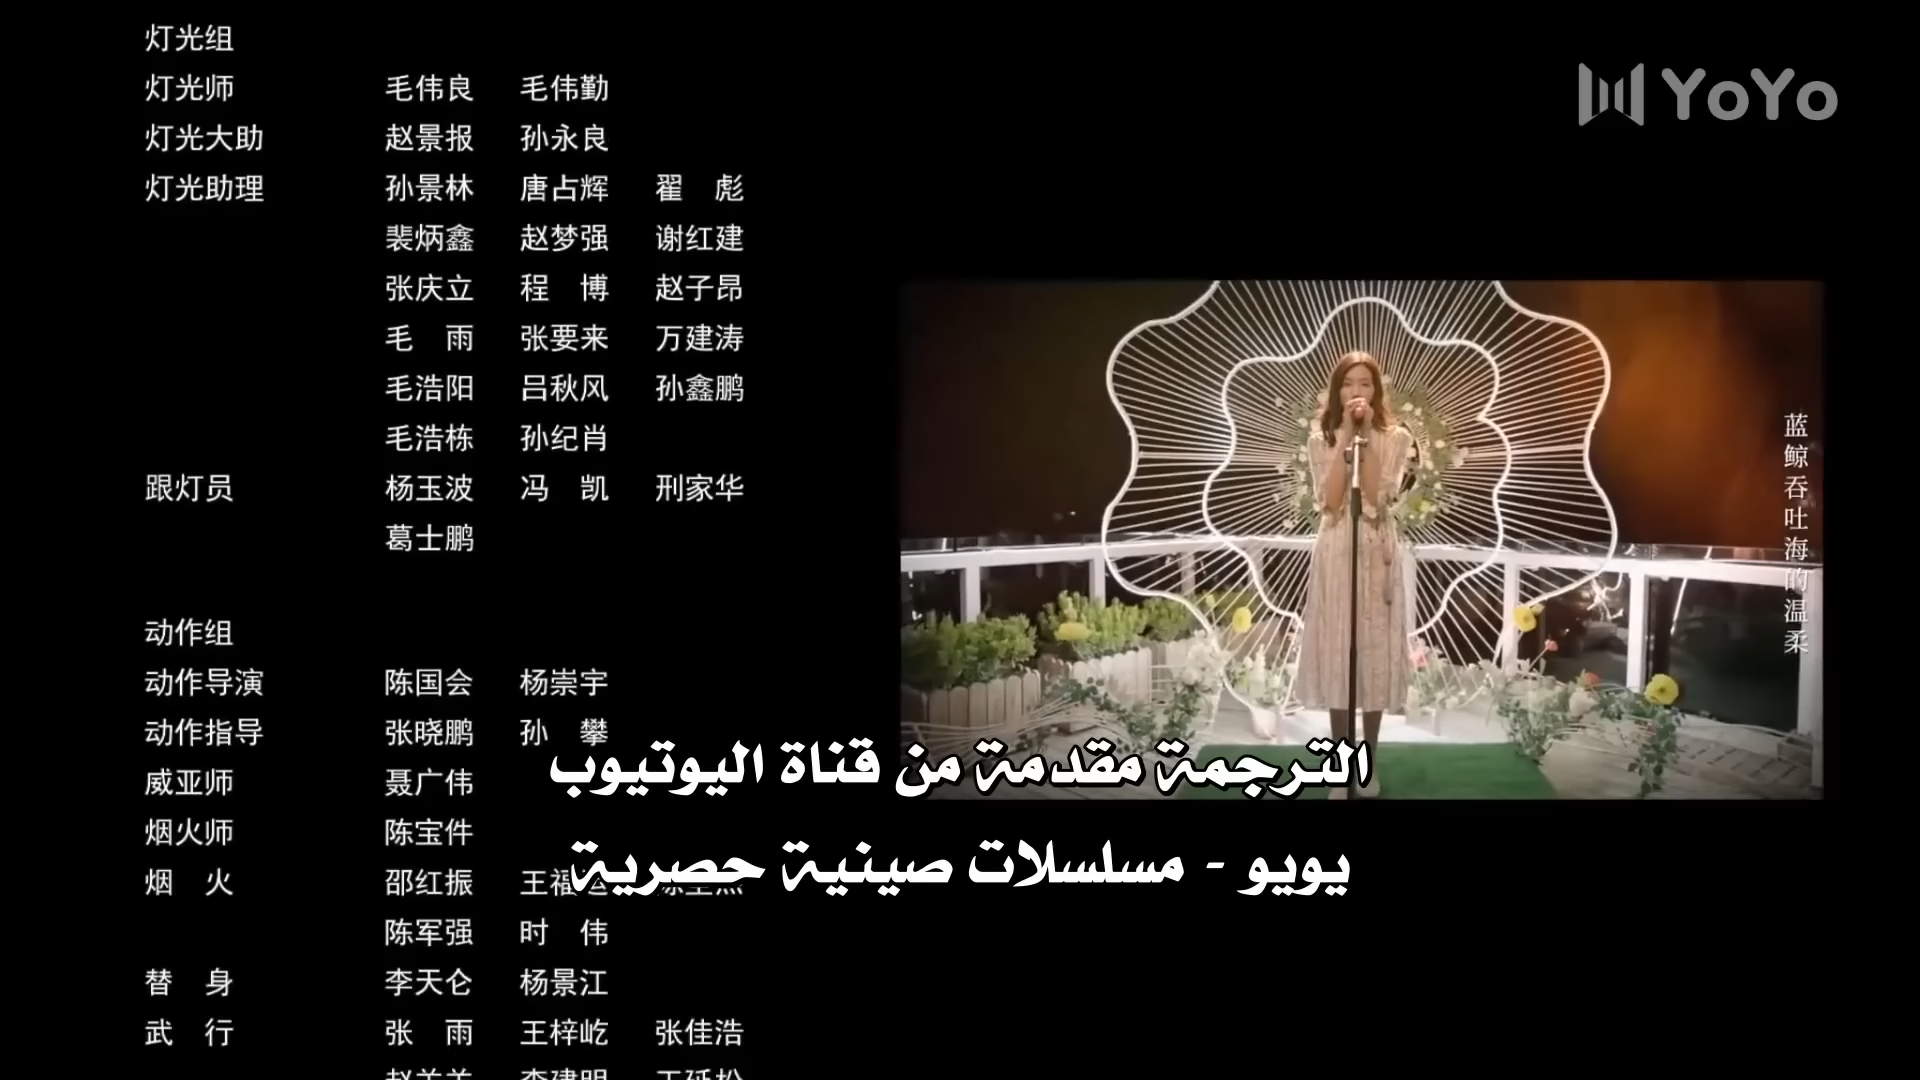 灯光组
灯光师 毛伟良 毛伟勤
灯光大助 赵景报 孙永良
灯光助理 孙景林 唐占辉 翟 彪
裴炳鑫 赵梦强 谢红建
张庆立 程 博 赵子昂
毛 雨 张要来 万建涛
毛浩阳 吕秋风 孙鑫鹏
毛浩栋 孙纪肖
跟灯员 杨玉波 冯 凯 刑家华
葛士鹏
动作组
动作导演 陈国会 杨崇宇
动作指导 张晓鹏 孙 攀
威亚师 聂广伟
烟火师 陈宝件
烟 火 邵红振 王福
陈军强 时 伟
替 身 李天仑 杨景江
武 行 张 雨 王梓屹 张佳浩
YoYo
蓝鲸吞吐海的温柔
الترجمة مقدمة من قناة اليوتيوب
يويو - مسلسلات صينية حصرية